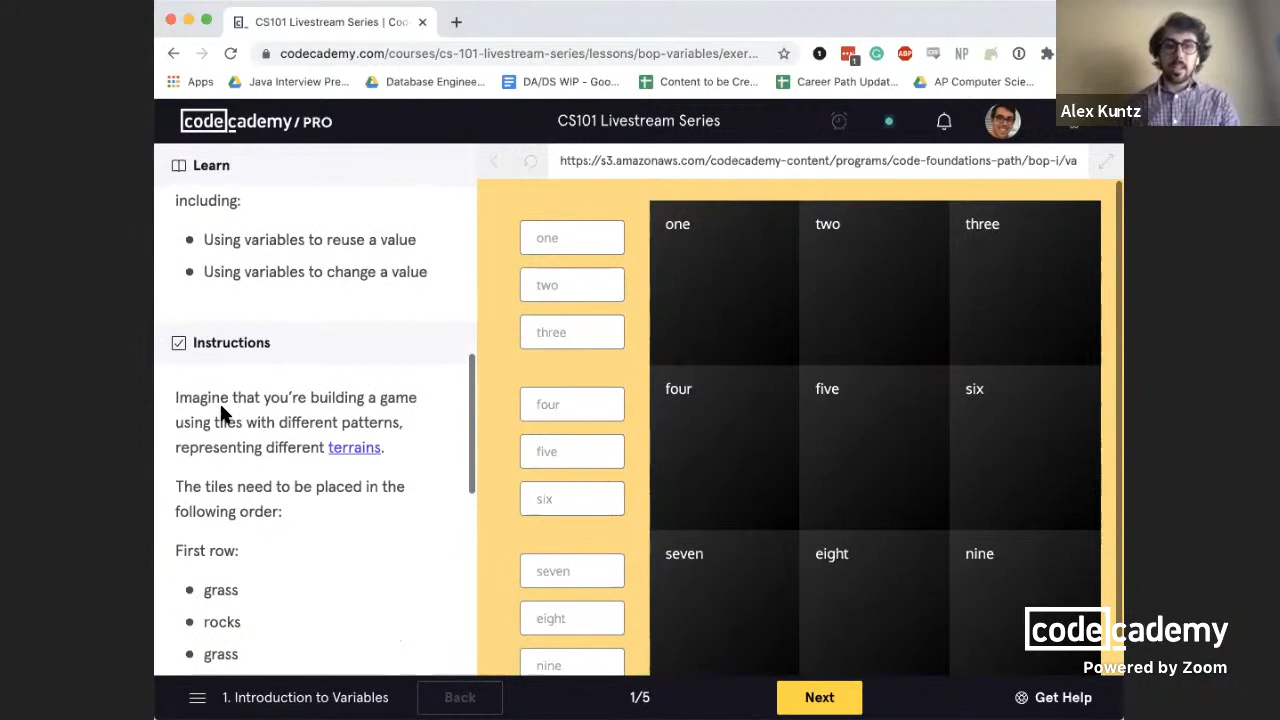 CS101 Livestream Series | Coo
codecademy.com/courses/cs-101-livestream-series/lessons/bop-variables/exer...
1
1
ABP
NP
Apps
Java Interview Pre...
Database Enginee...
DA/DS WIP - Goo...
Content to be Cre...
Career Path Updat...
AP Computer Scie...
Alex Kuntz
codecademy / PRO
CS101 Livestream Series
Learn
https://s3.amazonaws.com/codecademy-content/programs/code-foundations-path/bop-i/va
including:
Using variables to reuse a value
Using variables to change a value
Instructions
Imagine that you're building a game
using tiles with different patterns,
representing different terrains.
The tiles need to be placed in the
following order:
First row:
grass
rocks
grass
one
two
three
four
five
six
seven
eight
nine
one two three
four five six
seven eight nine
codecademy
Powered by Zoom
1. Introduction to Variables
Back
1/5
Next
Get Help